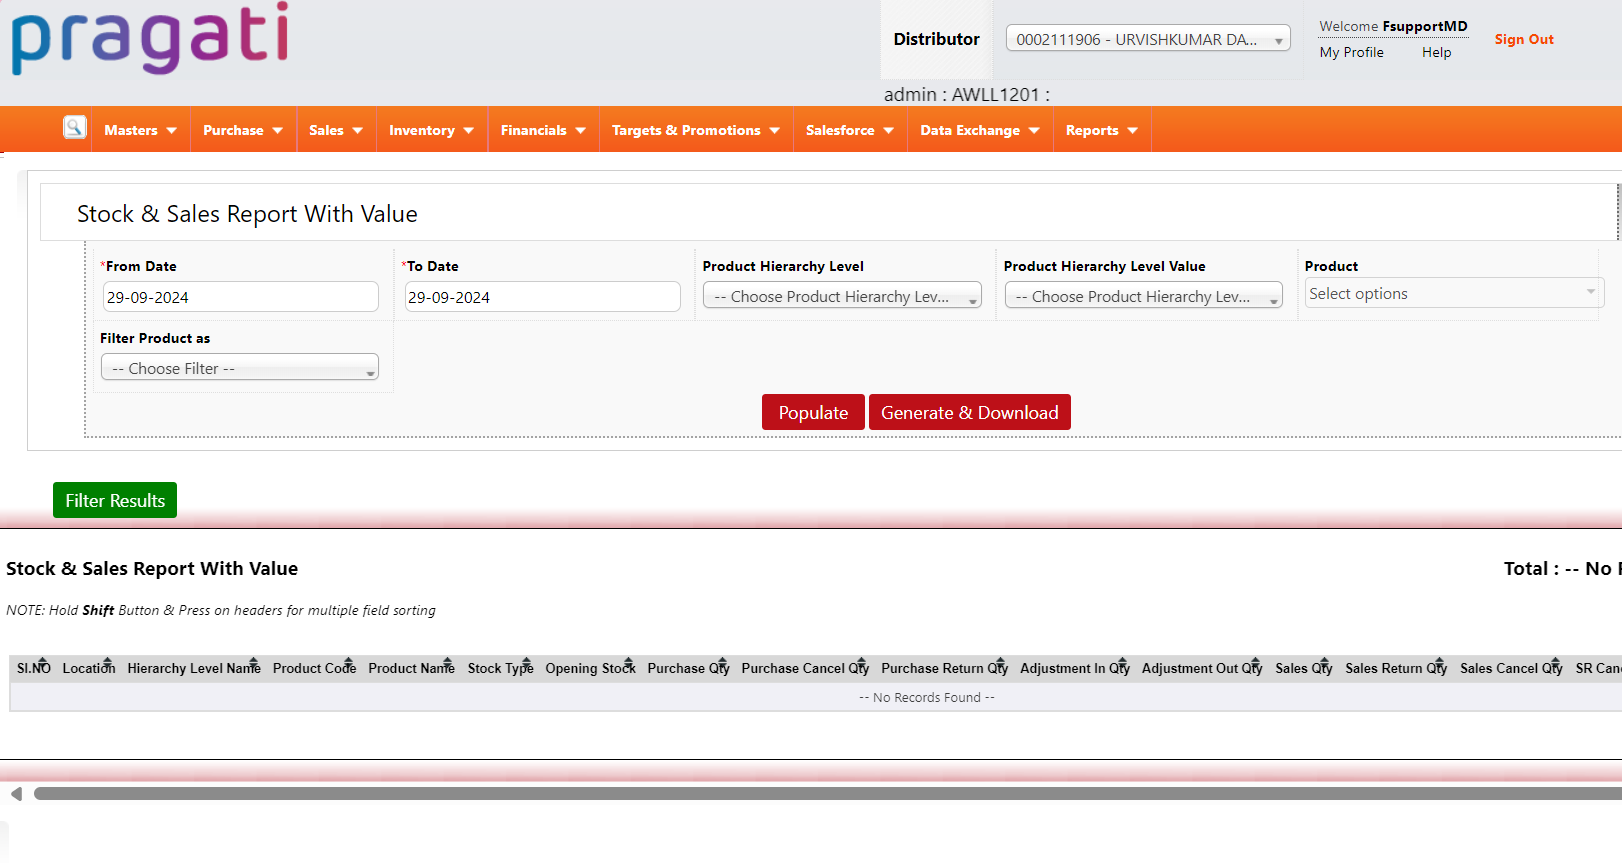 pragati
Distributor
0002111906 - URVISHKUMAR DA...
Welcome FsupportMD
My Profile Help
Sign Out
admin : AWLL1201 :
Masters Purchase Sales Inventory Financials Targets & Promotions Salesforce Data Exchange Reports
Stock & Sales Report With Value
*From Date *To Date Product Hierarchy Level Product Hierarchy Level Value Product
29-09-2024 29-09-2024 -- Choose Product Hierarchy Lev... -- Choose Product Hierarchy Lev... Select options
Filter Product as
-- Choose Filter --
Populate Generate & Download
Filter Results
Stock & Sales Report With Value Total : -- No
NOTE: Hold Shift Button & Press on headers for multiple field sorting
Sl.NO Location Hierarchy Level Name Product Code Product Name Stock Type Opening Stock Purchase Qty Purchase Cancel Qty Purchase Return Qty Adjustment In Qty Adjustment Out Qty Sales Qty Sales Return Qty Sales Cancel Qty SR Can
-- No Records Found --